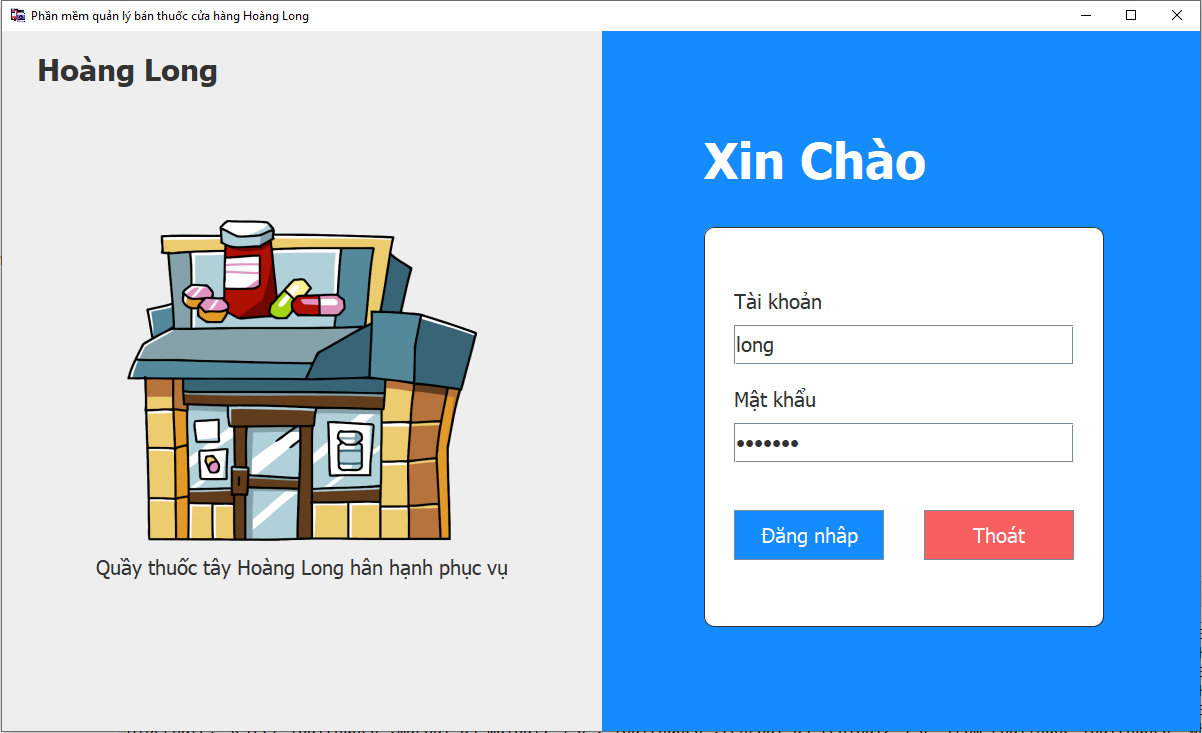 Phần mềm quản lý bán thuốc cửa hàng Hoàng Long
Hoàng Long
Quầy thuốc tây Hoàng Long hân hạnh phục vụ
Xin Chào
Tài khoản
long
Mật khẩu
•••••••
Đăng nhâp
Thoát